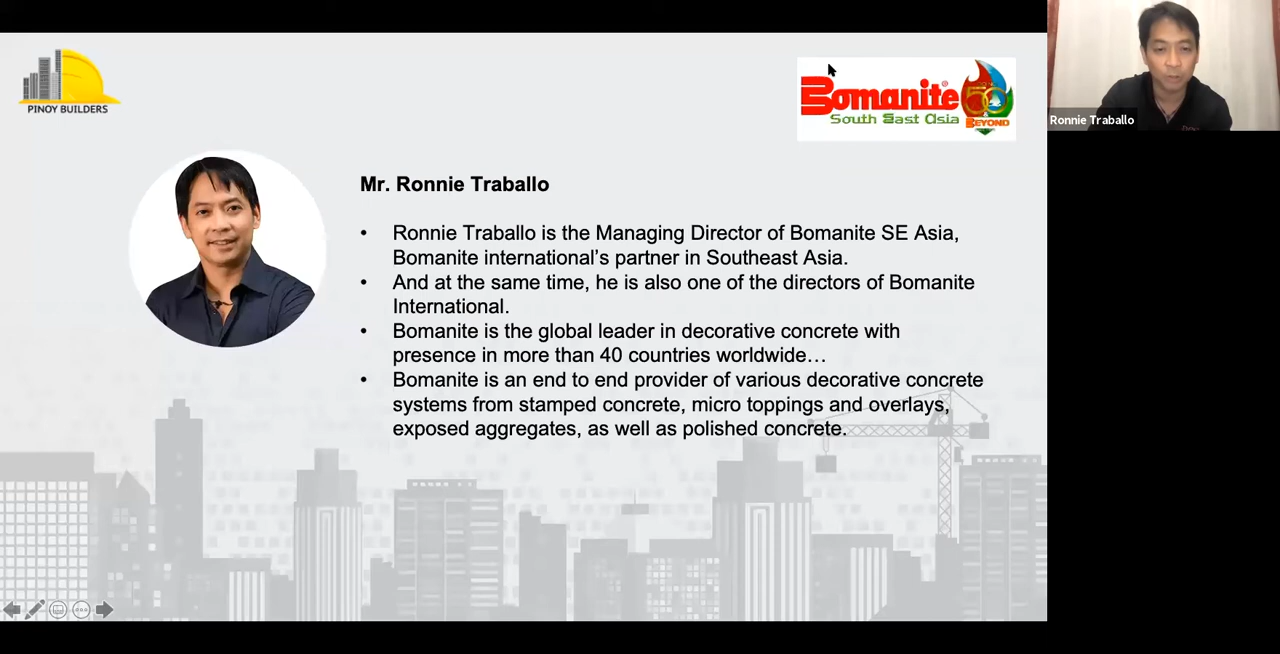 PINOY BUILDERS
Bomanite®
South East Asia
50
BEYOND
Ronnie Traballo
Mr. Ronnie Traballo
• Ronnie Traballo is the Managing Director of Bomanite SE Asia,
Bomanite international’s partner in Southeast Asia.
• And at the same time, he is also one of the directors of Bomanite
International.
• Bomanite is the global leader in decorative concrete with
presence in more than 40 countries worldwide…
• Bomanite is an end to end provider of various decorative concrete
systems from stamped concrete, micro toppings and overlays,
exposed aggregates, as well as polished concrete.